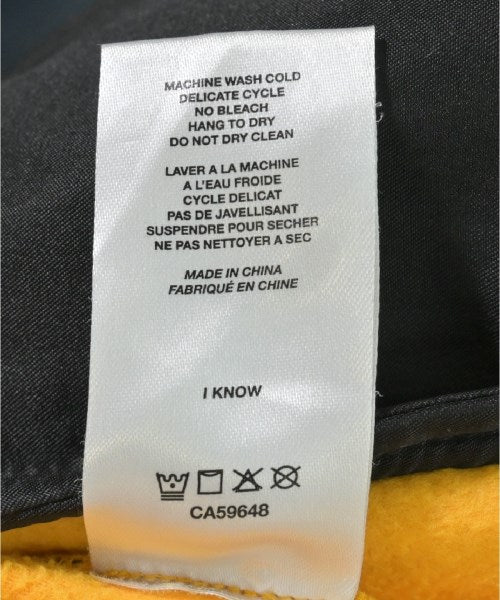 MACHINE WASH COLD
DELICATE CYCLE
NO BLEACH
HANG TO DRY
DO NOT DRY CLEAN
LAVER A LA MACHINE
A L'EAU FROIDE
CYCLE DELICAT
PAS DE JAVELLISANT
SUSPENDRE POUR SECHER
NE PAS NETTOYER A SEC
MADE IN CHINA
FABRIQUÉ EN CHINE
I KNOW
CA59648